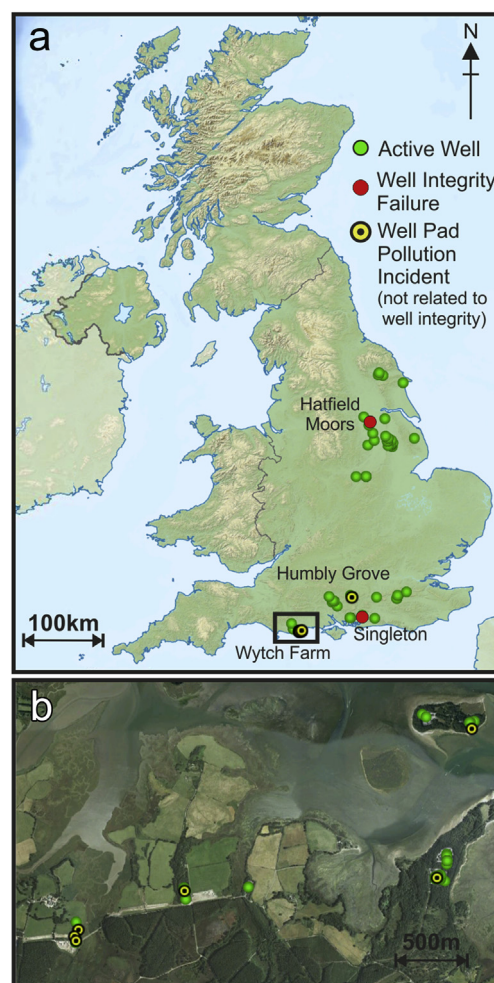 a
N
Active Well
Well Integrity
Failure
Well Pad
Pollution
Incident
(not related to
well integrity)
Hatfield
Moors
Humbly Grove
100km
Singleton
Wytch Farm
b
500m